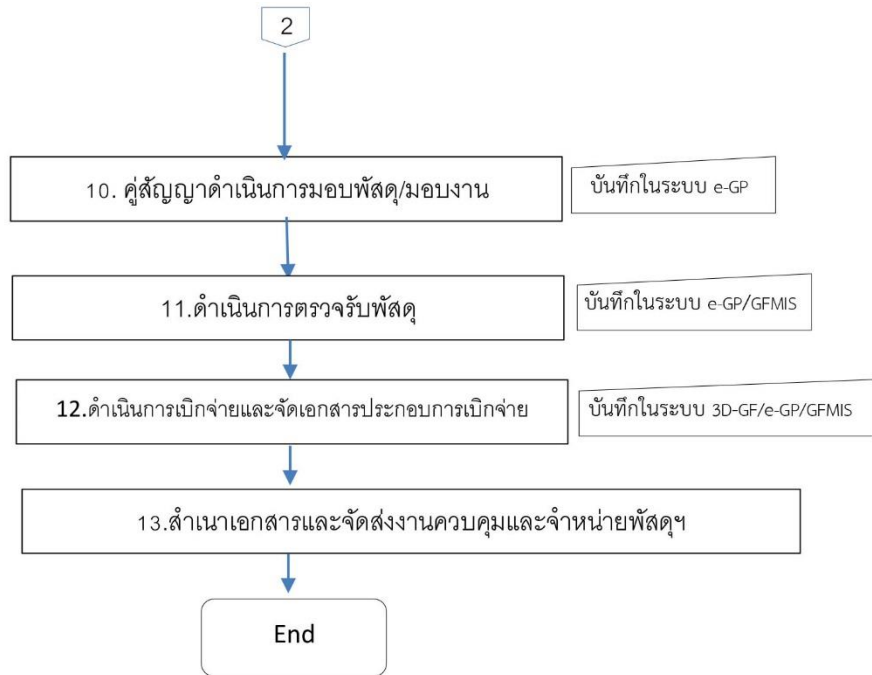 2
10. คู่สัญญาดำเนินการมอบพัสดุ/มอบงาน
บันทึกในระบบ e-GP
11.ดำเนินการตรวจรับพัสดุ
บันทึกในระบบ e-GP/GFMIS
12.ดำเนินการเบิกจ่ายและจัดเอกสารประกอบการเบิกจ่าย
บันทึกในระบบ 3D-GF/e-GP/GFMIS
13.สำเนาเอกสารและจัดส่งงานควบคุมและจำหน่ายพัสดุฯ
End